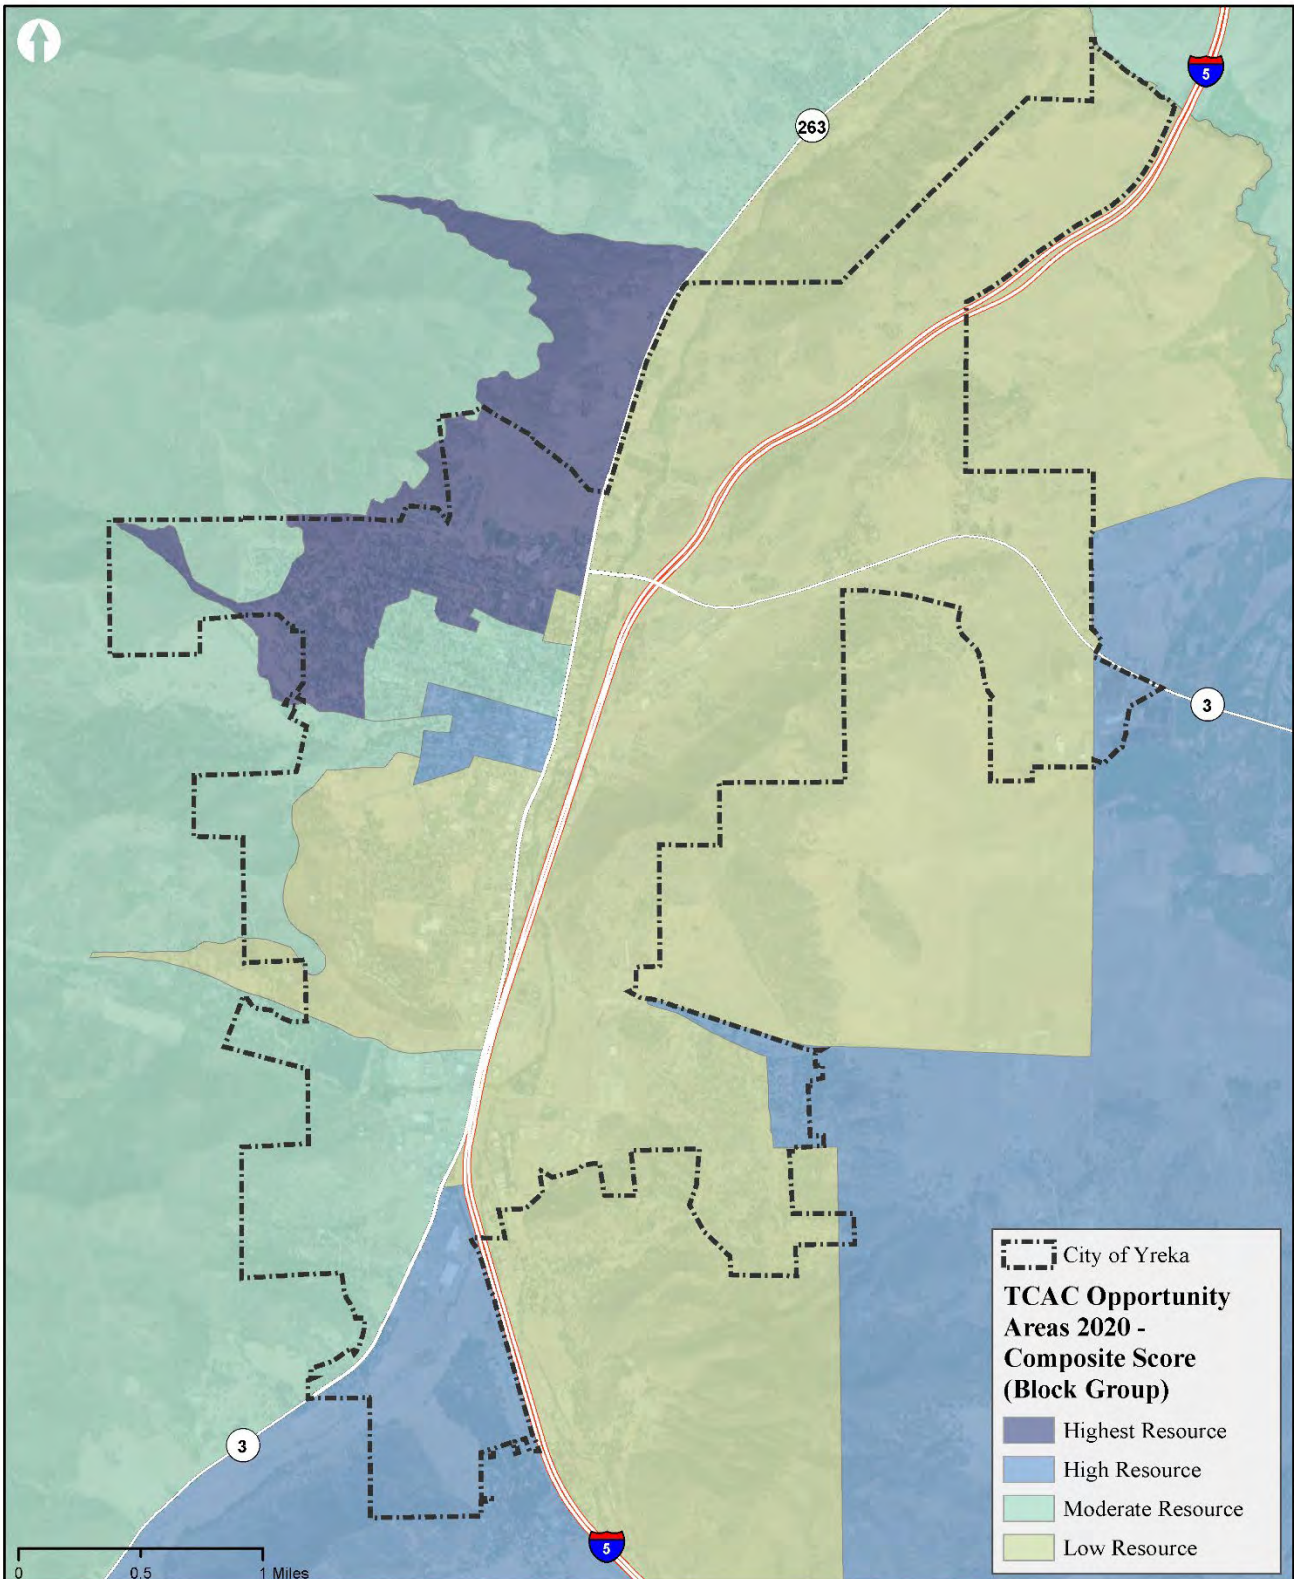 5
263
3
City of Yreka
TCAC Opportunity
Areas 2020 -
Composite Score
(Block Group)
Highest Resource
High Resource
Moderate Resource
Low Resource
3
5
0 0.5 1 Miles